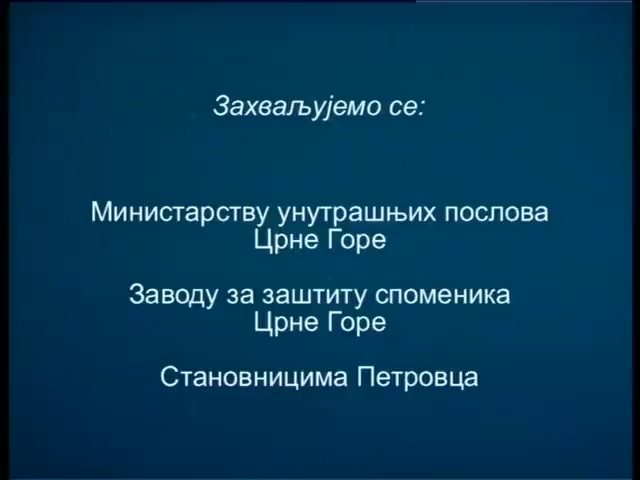 Захваљујемо се:
Министарству унутрашњих послова
Црне Горе
Заводу за заштиту споменика
Црне Горе
Становницима Петровца